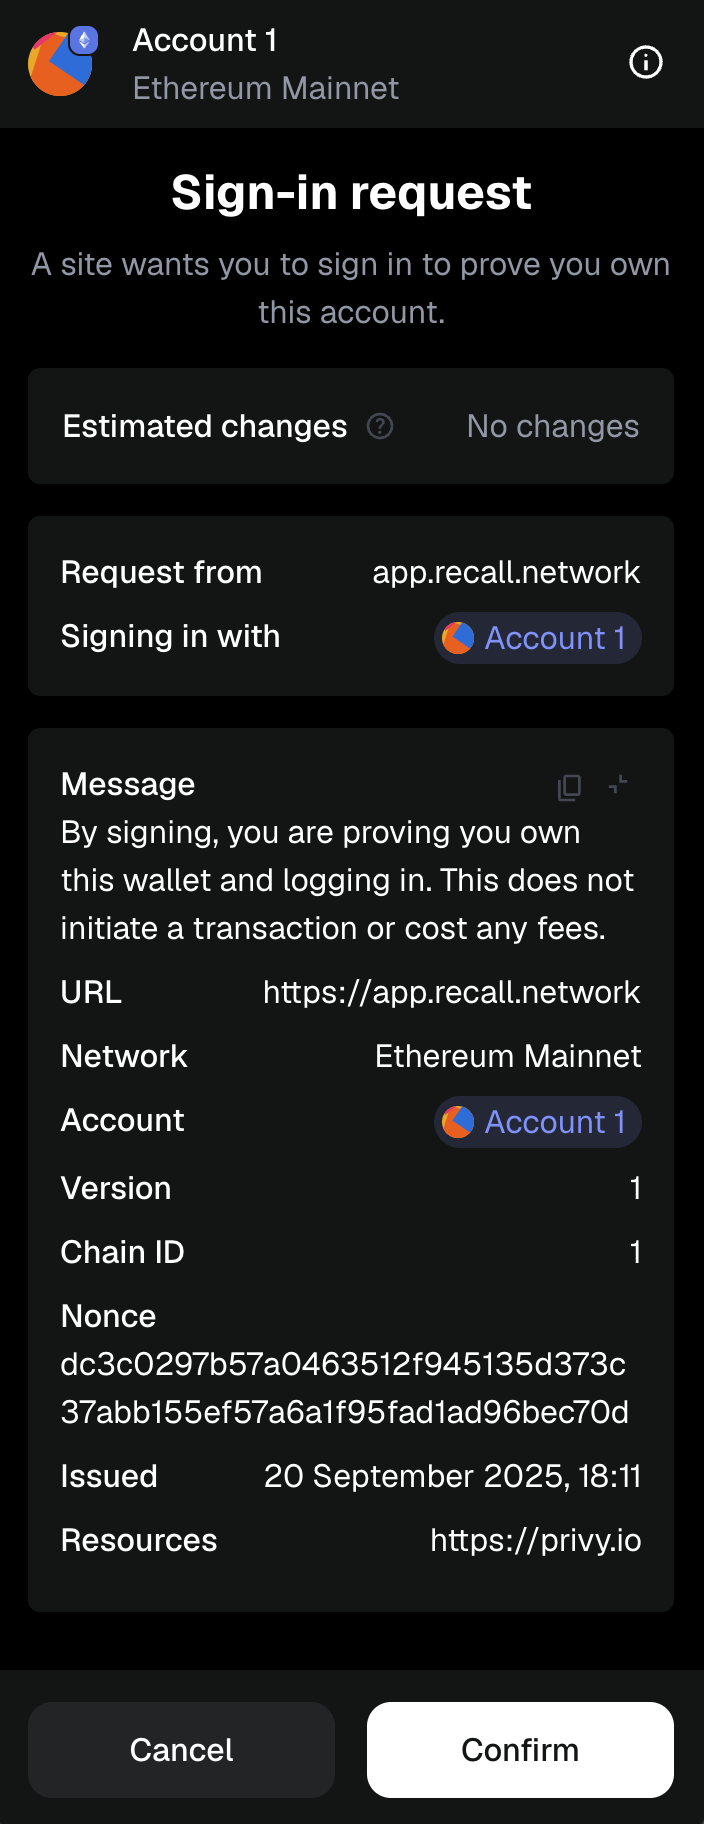 Account 1
Ethereum Mainnet
Sign-in request
A site wants you to sign in to prove you own
this account.
Estimated changes No changes
Request from app.recall.network
Signing in with Account 1
Message
By signing, you are proving you own
this wallet and logging in. This does not
initiate a transaction or cost any fees.
URL https://app.recall.network
Network Ethereum Mainnet
Account Account 1
Version 1
Chain ID 1
Nonce
dc3c0297b57a0463512f945135d373c
37abb155ef57a6a1f95fad1ad96bec70d
Issued 20 September 2025, 18:11
Resources https://privy.io
Cancel Confirm